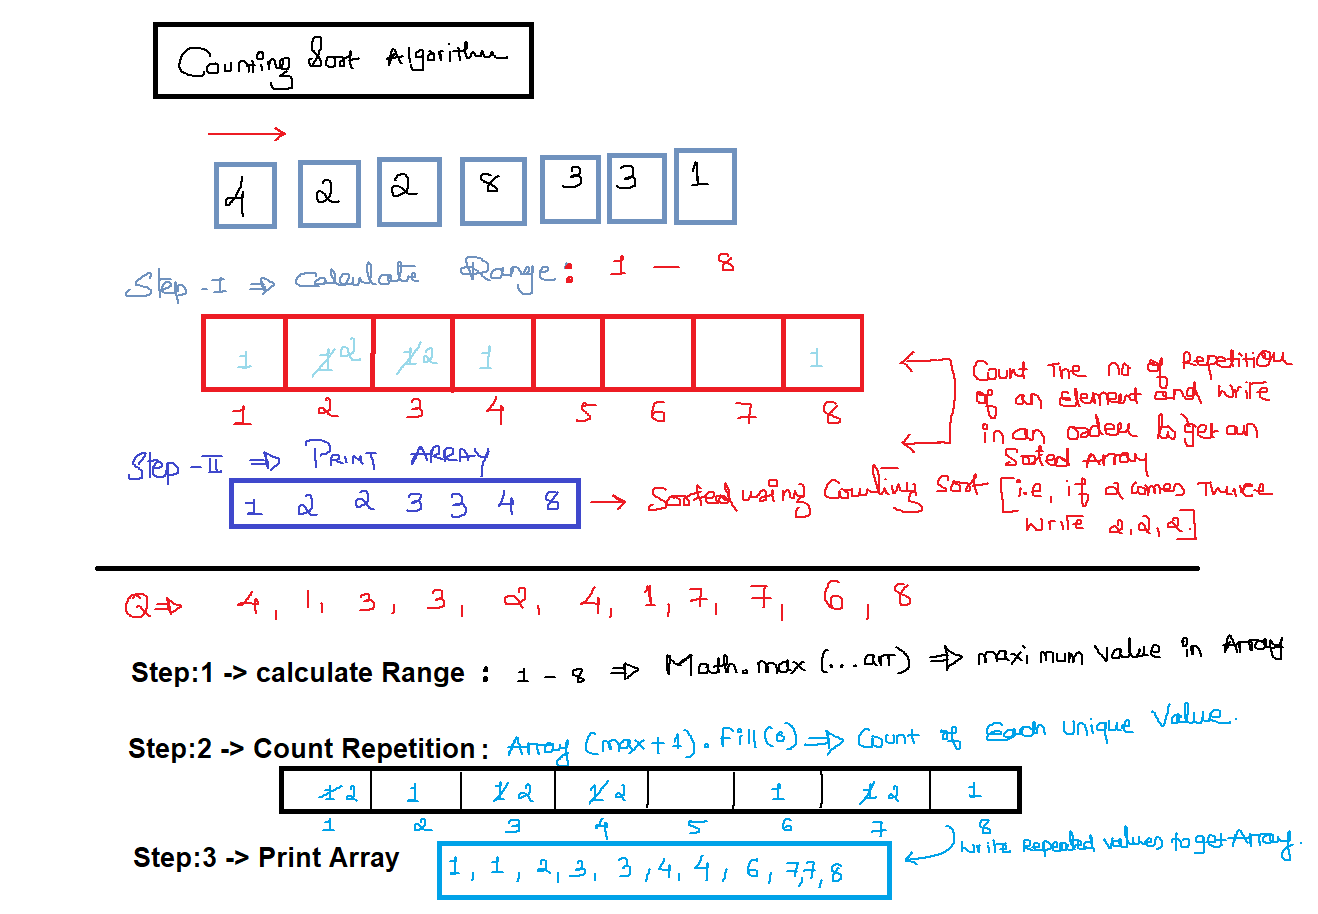 Counting Sort Algorithm
4 2 2 8 3 3 1
Step-I ⇒ Calculate Range: 1 - 8
1 1 2 1 2 1 1
1 2 3 4 5 6 7 8
Count The no of Repetition
of an Element and write
in an order to get an
Sorted Array
Step-II ⇒ PRINT ARRAY
1 2 2 3 3 4 8 → Sorted using Counting Sort [i.e, if 2 comes Thrice
write 2,2,2.]
Q⇒ 4, 1, 3, 3, 2, 4, 1, 7, 7, 6, 8
Step:1 -> calculate Range : 1 - 8 ⇒ Math.max (...arr) ⇒ maximum value in Array
Step:2 -> Count Repetition : Array (max+1).Fill(0) ⇒ Count of Each unique Value.
1 2 1 1 2 1 2 1 1 2 1
1 2 3 4 5 6 7 8
Step:3 -> Print Array
write Repeated values to get Array.
1, 1, 2, 3, 3, 4, 4, 6, 7,7, 8